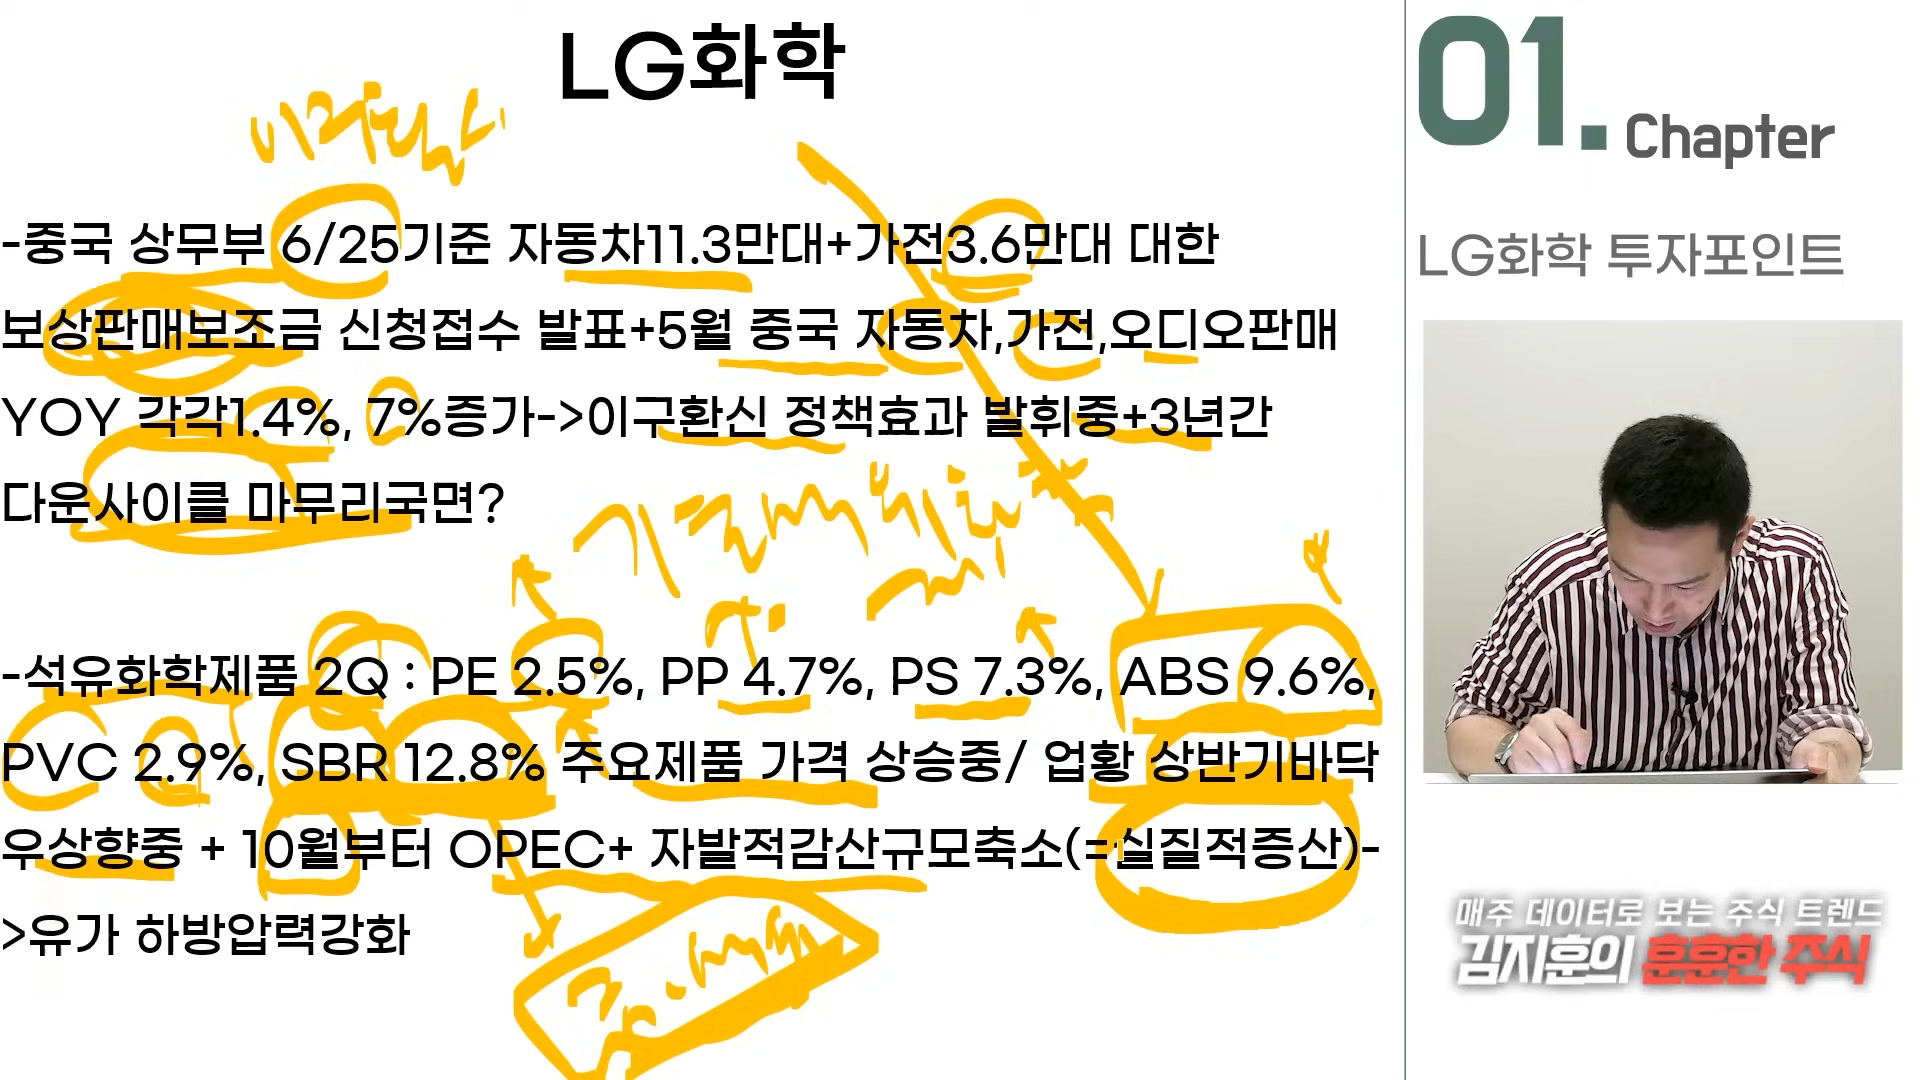 LG화학
이구환신
-중국 상무부 6/25기준 자동차11.3만대+가전3.6만대 대한
보상판매보조금 신청접수 발표+5월 중국 자동차,가전,오디오판매
YOY 각각1.4%, 7%증가->이구환신 정책효과 발휘중+3년간
다운사이클 마무리국면?
-석유화학제품 2Q : PE 2.5%, PP 4.7%, PS 7.3%, ABS 9.6%,
PVC 2.9%, SBR 12.8% 주요제품 가격 상승중/ 업황 상반기바닥
우상향중 + 10월부터 OPEC+ 자발적감산규모축소(=실질적증산)-
>유가 하방압력강화
01. Chapter
LG화학 투자포인트
매주 데이터로 보는 주식 트렌드
김지훈의 훈훈한 주식